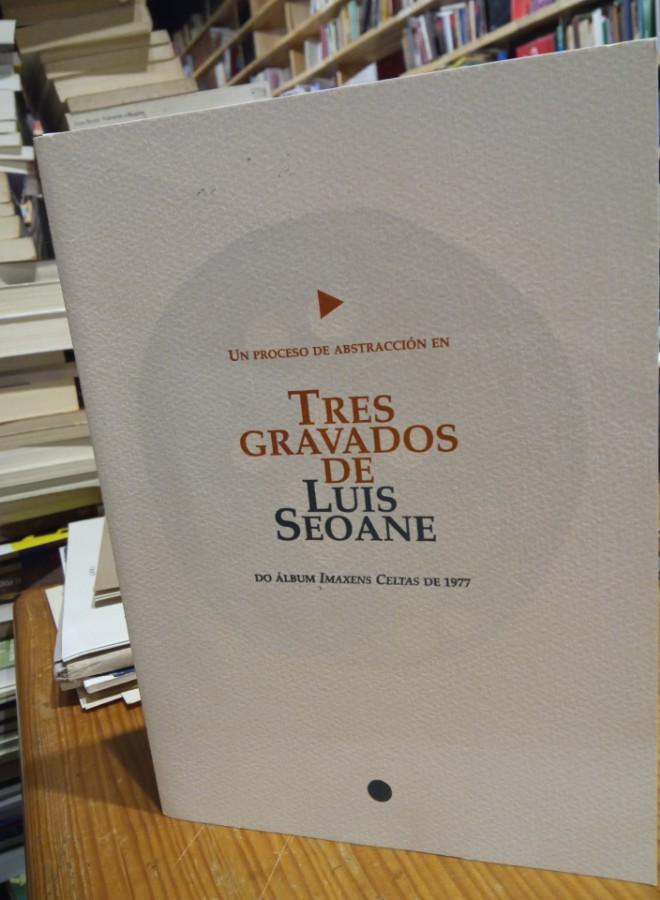 Un proceso de abstracción en
Tres
gravados
de
Luis
Seoane
do álbum Imaxens Celtas de 1977